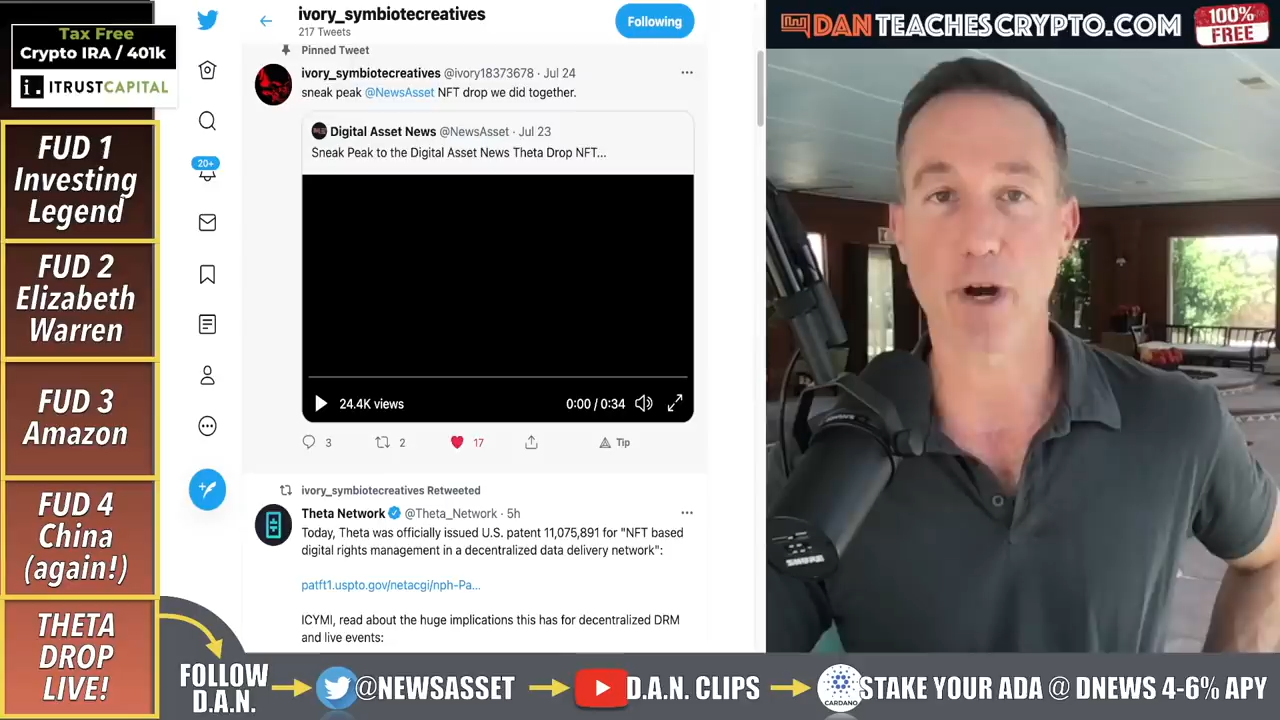 Tax Free
Crypto IRA / 401k
i.
ITRUSTCAPITAL
FUD 1
Investing
Legend
FUD 2
Elizabeth
Warren
FUD 3
Amazon
FUD 4
China
(again!)
THETA
DROP
LIVE!
20+
ivory_symbiotecreatives
217 Tweets
Following
Pinned Tweet
ivory_symbiotecreatives @ivory18373678 · Jul 24
sneak peak @NewsAsset NFT drop we did together.
Digital Asset News @NewsAsset · Jul 23
Sneak Peak to the Digital Asset News Theta Drop NFT...
24.4K views
0:00 / 0:34
3
2
17
Tip
ivory_symbiotecreatives Retweeted
Theta Network @Theta_Network · 5h
Today, Theta was officially issued U.S. patent 11,075,891 for "NFT based
digital rights management in a decentralized data delivery network":
patft1.uspto.gov/netacgi/nph-Pa...
ICYMI, read about the huge implications this has for decentralized DRM
and live events:
DANTEACHESCRYPTO.COM
100%
FREE
SHURE
FOLLOW
D.A.N.
@NEWSASSET
D.A.N. CLIPS
CARDANO
STAKE YOUR ADA @ DNEWS 4-6% APY